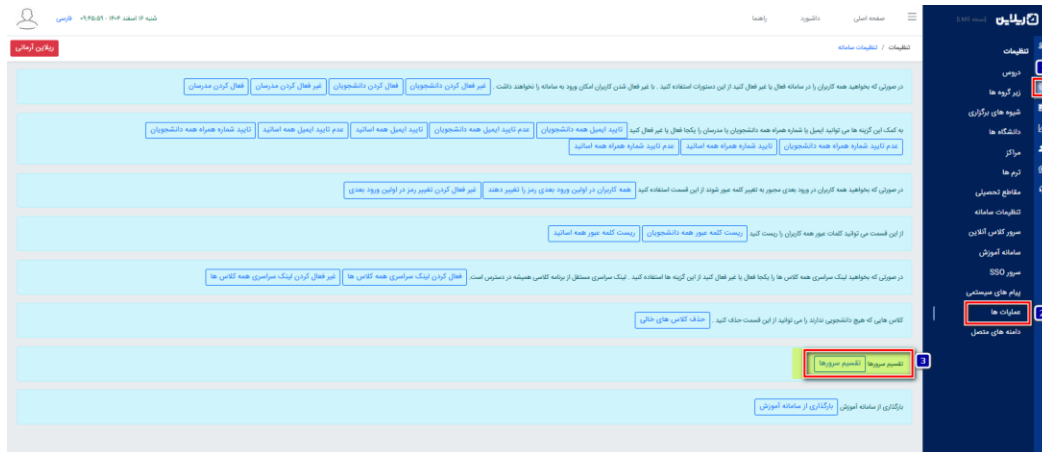 ریلاین (نسخه LMS)
صفحه اصلی داشبورد راهنما
شنبه ۱۶ اسفند ۱۴۰۴ - ۰۹:۴۵:۵۹ فارسی
تنظیمات / تنظیمات سامانه
ریلاین آرمانی
تنظیمات
دروس
زیر گروه ها
شیوه های برگزاری
دانشگاه ها
مراکز
ترم ها
مقاطع تحصیلی
تنظیمات سامانه
سرور کلاس آنلاین
سامانه آموزش
سرور SSO
پیام های سیستمی
عملیات ها
دامنه های متصل
در صورتی که بخواهید همه کاربران را در سامانه فعال یا غیر فعال کنید از این دستورات استفاده کنید . با غیر فعال شدن کاربران امکان ورود به سامانه را نخواهند داشت . غیر فعال کردن دانشجویان فعال کردن دانشجویان غیر فعال کردن مدرسان فعال کردن مدرسان
به کمک این گزینه ها می توانید ایمیل یا شماره همراه همه دانشجویان یا مدرسان را یکجا فعال یا غیر فعال کنید تایید ایمیل همه دانشجویان عدم تایید ایمیل همه دانشجویان تایید ایمیل همه اساتید عدم تایید ایمیل همه اساتید تایید شماره همراه همه دانشجویان
عدم تایید شماره همراه همه دانشجویان تایید شماره همراه همه اساتید عدم تایید شماره همراه همه اساتید
در صورتی که بخواهید همه کاربران در ورود بعدی مجبور به تغییر کلمه عبور شوند از این قسمت استفاده کنید همه کاربران در اولین ورود بعدی رمز را تغییر دهند غیر فعال کردن تغییر رمز در اولین ورود بعدی
از این قسمت می توانید کلمات عبور همه کاربران را ریست کنید ریست کلمه عبور همه دانشجویان ریست کلمه عبور همه اساتید
در صورتی که بخواهید لینک سراسری همه کلاس ها را یکجا فعال یا غیر فعال کنید از این گزینه ها استفاده کنید . لینک سراسری مستقل از برنامه کلاسی همیشه در دسترس است. فعال کردن لینک سراسری همه کلاس ها غیر فعال کردن لینک سراسری همه کلاس ها
کلاس هایی که هیچ دانشجویی ندارند را می توانید از این قسمت حذف کنید . حذف کلاس های خالی
تقسیم سرورها تقسیم سرورها
3
بارگذاری از سامانه آموزش بارگذاری از سامانه آموزش